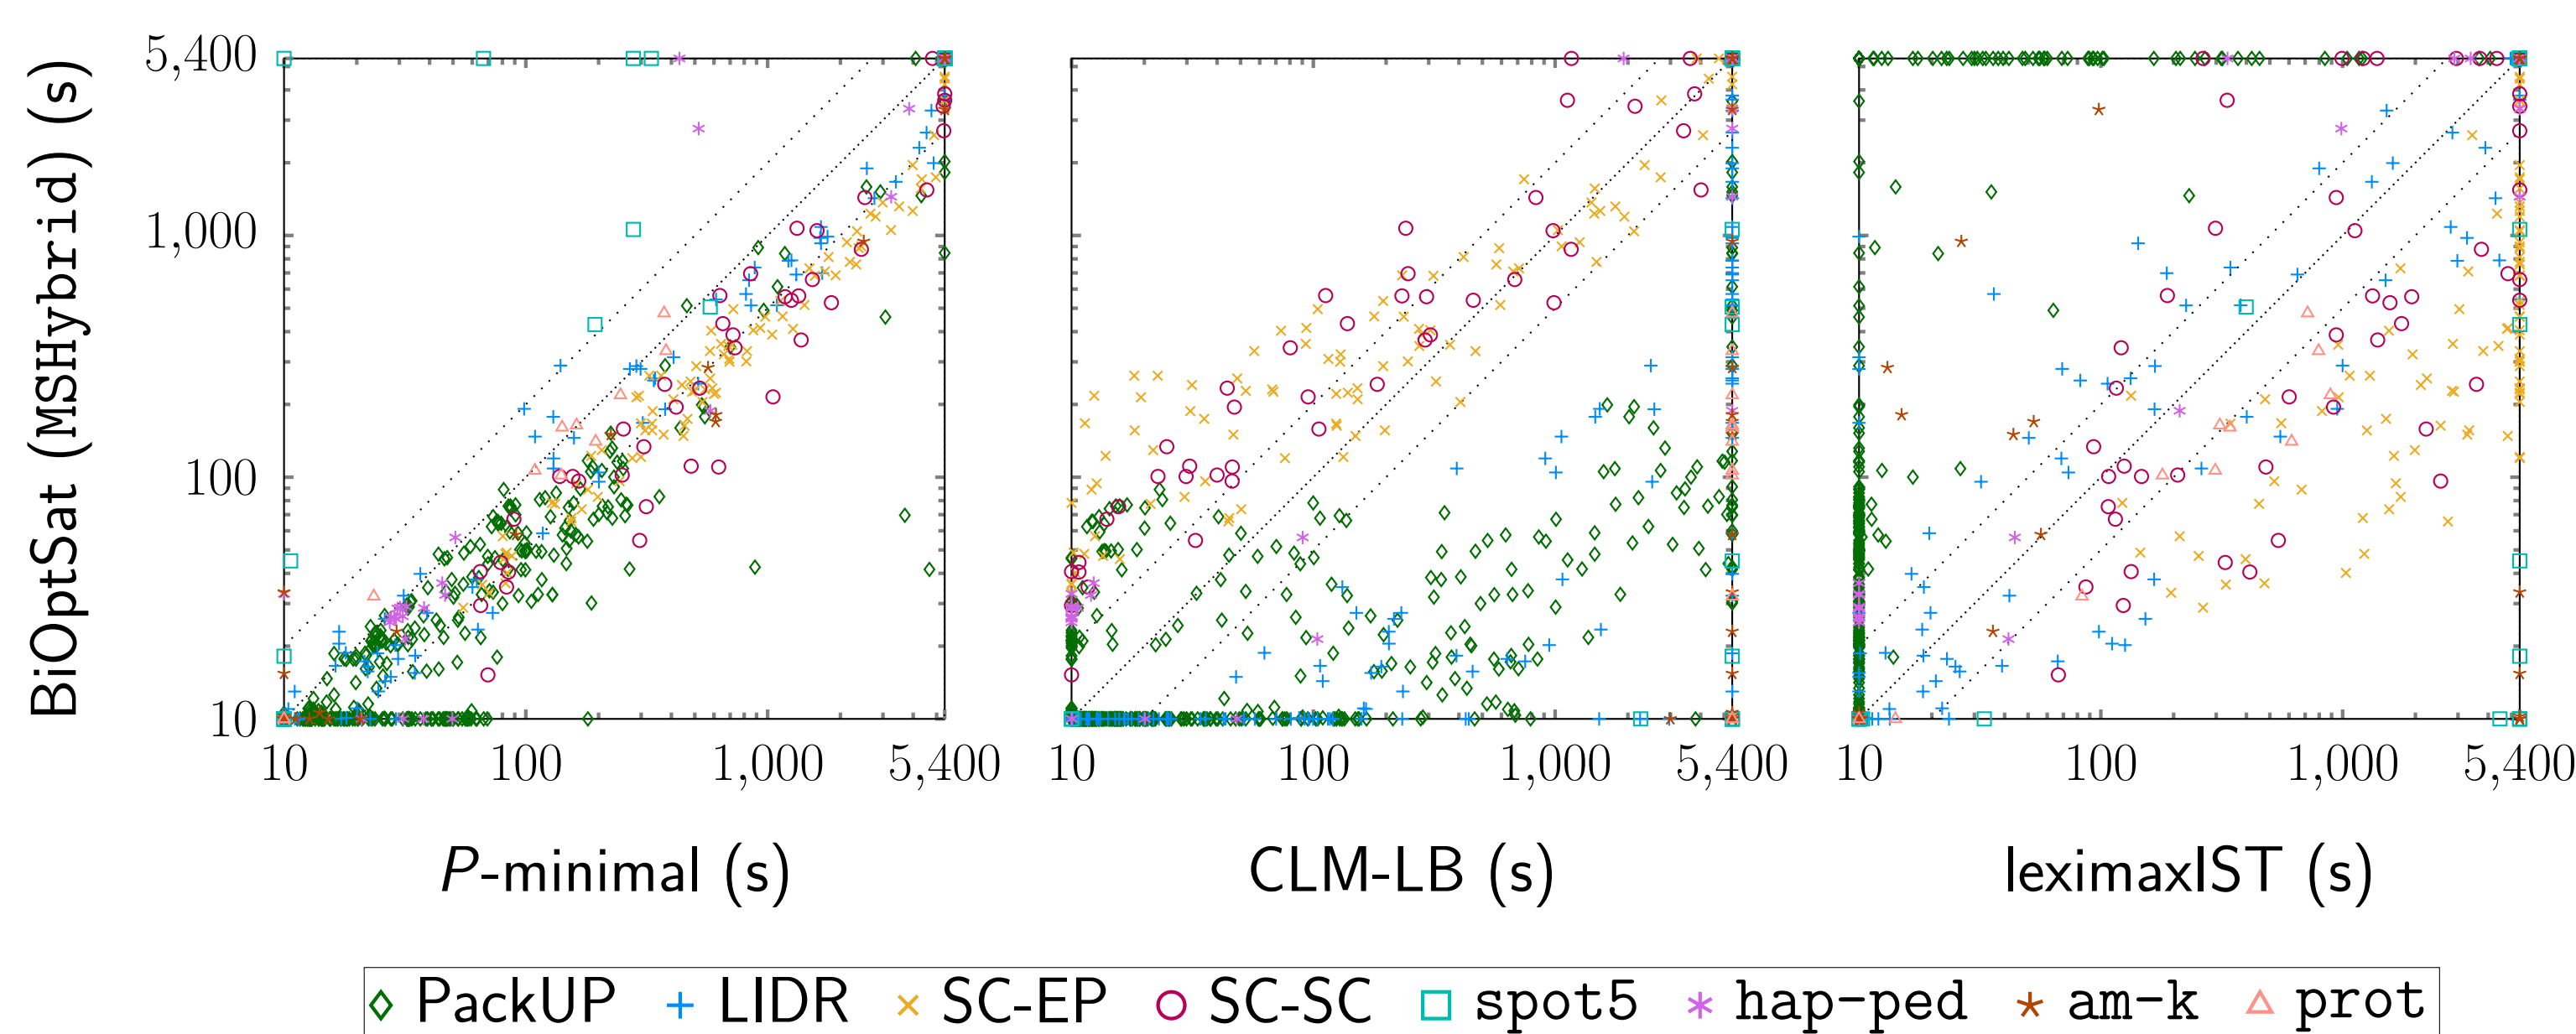 BiOptSat (MSHybrid) (s)
5,400
1,000
100
10
10 100 1,000 5,400
10 100 1,000 5,400
10 100 1,000 5,400
P-minimal (s)
CLM-LB (s)
leximaxIST (s)
PackUP LIDR SC-EP SC-SC spot5 hap-ped am-k prot